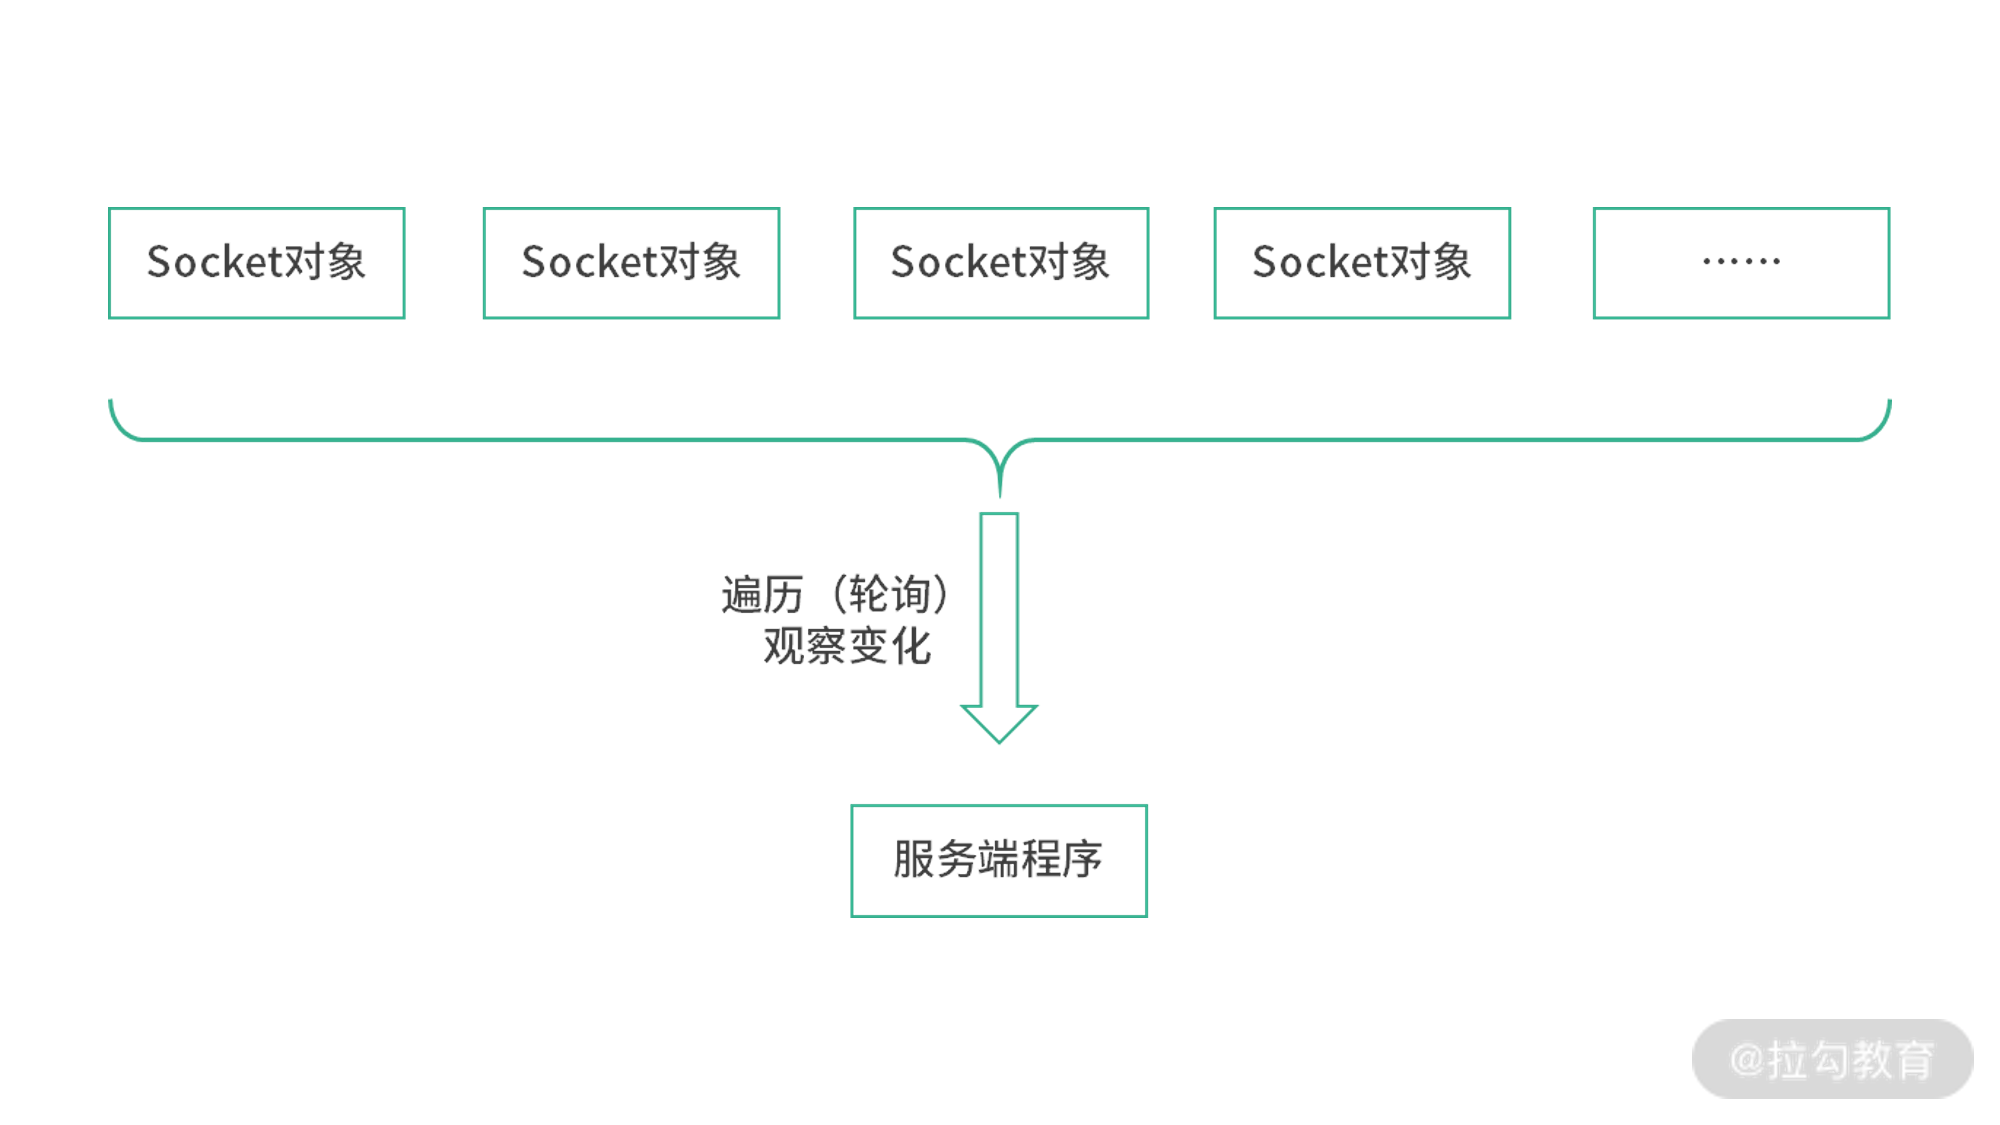 Socket对象
Socket对象
Socket对象
Socket对象
……
遍历（轮询）
观察变化
服务端程序
@拉勾教育